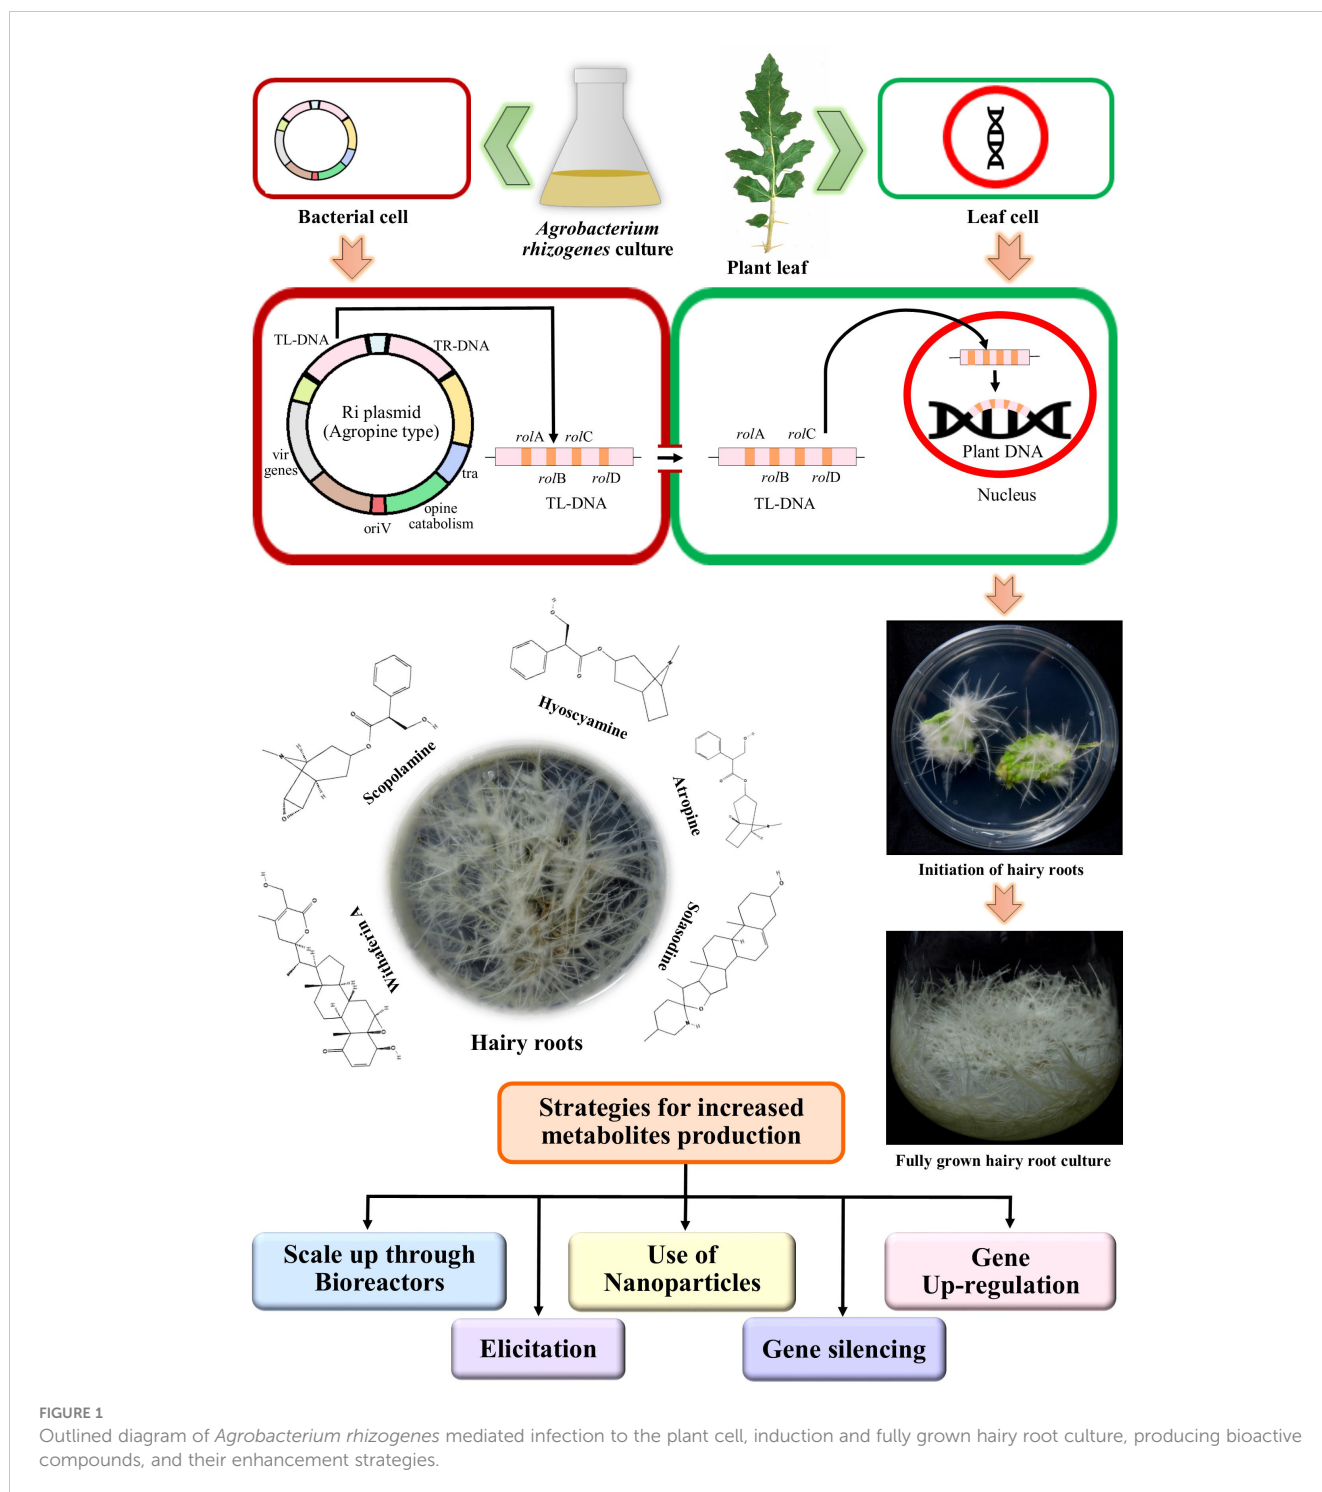 Bacterial cell
Agrobacterium
rhizogenes culture
Plant leaf
Leaf cell
TL-DNA
TR-DNA
Ri plasmid
(Agropine type)
vir
genes
tra
opine
catabolism
oriV
rolA rolC
rolB rolD
TL-DNA
rolA rolC
rolB rolD
TL-DNA
Plant DNA
Nucleus
Hyoscyamine
Scopolamine
Atropine
Withaferin A
Solasodine
Hairy roots
Initiation of hairy roots
Fully grown hairy root culture
Strategies for increased
metabolites production
Scale up through
Bioreactors
Use of
Nanoparticles
Gene
Up-regulation
Elicitation
Gene silencing
FIGURE 1
Outlined diagram of Agrobacterium rhizogenes mediated infection to the plant cell, induction and fully grown hairy root culture, producing bioactive
compounds, and their enhancement strategies.